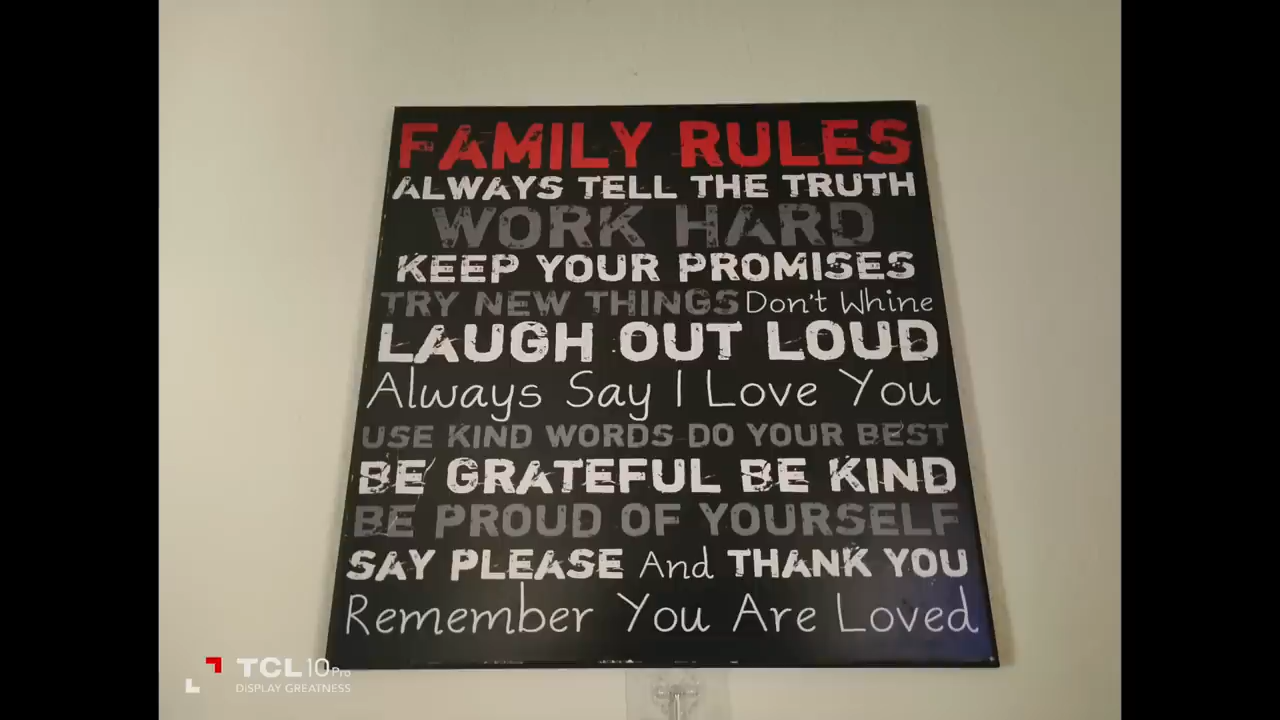 FAMILY RULES
ALWAYS TELL THE TRUTH
WORK HARD
KEEP YOUR PROMISES
TRY NEW THINGS Don't Whine
LAUGH OUT LOUD
Always Say I Love You
USE KIND WORDS DO YOUR BEST
BE GRATEFUL BE KIND
BE PROUD OF YOURSELF
SAY PLEASE And THANK YOU
Remember You Are Loved
TCL 10 Pro
DISPLAY GREATNESS